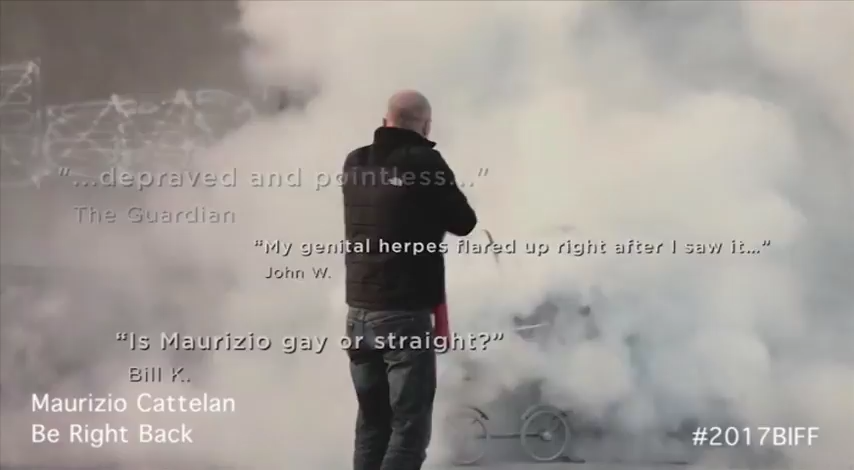 “...depraved and pointless...”
The Guardian
“My genital herpes flared up right after I saw it...”
John W.
“Is Maurizio gay or straight?”
Bill K.
Maurizio Cattelan
Be Right Back
#2017BIFF